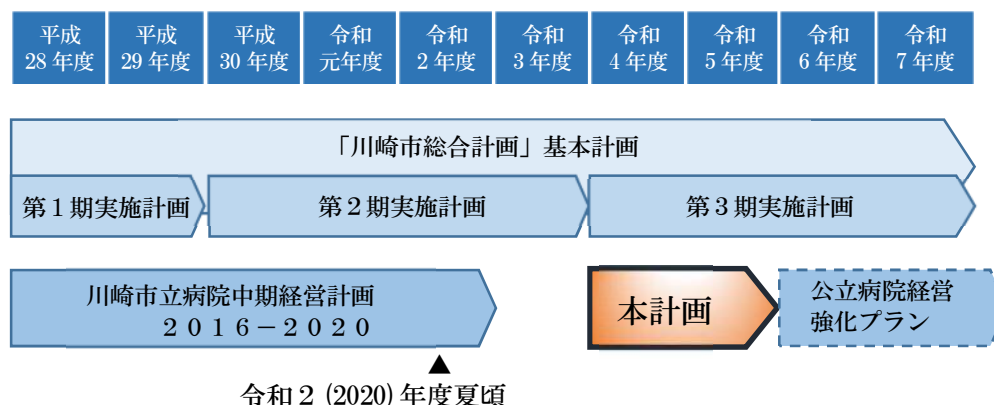 平成
28 年度
平成
29 年度
平成
30 年度
令和
元年度
令和
2 年度
令和
3 年度
令和
4 年度
令和
5 年度
令和
6 年度
令和
7 年度
「川崎市総合計画」基本計画
第１期実施計画
第２期実施計画
第３期実施計画
川崎市立病院中期経営計画
２０１６－２０２０
本計画
公立病院経営
強化プラン
▲
令和２(2020)年度夏頃